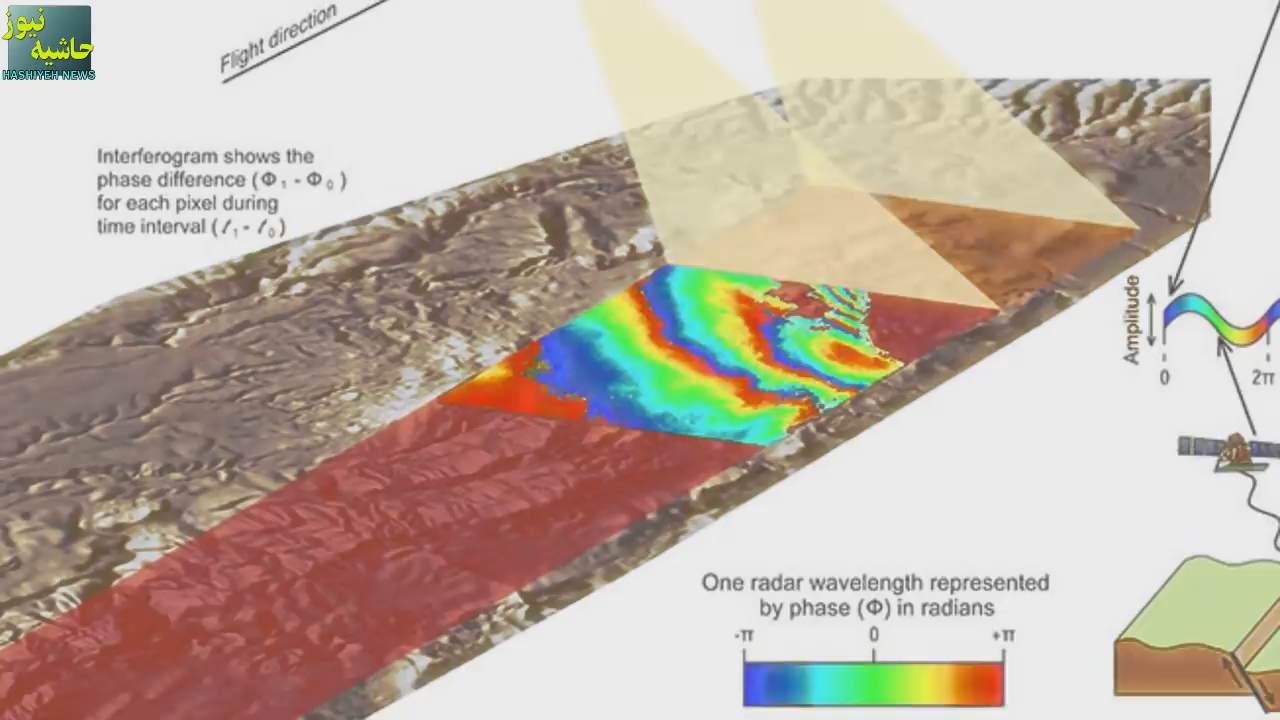 نیوز
حاشیه
HASHIYEH NEWS
Flight direction
Interferogram shows the
phase difference (Φ₁ - Φ₀)
for each pixel during
time interval (t₁ - t₀)
Amplitude
0 2π
One radar wavelength represented
by phase (Φ) in radians
-π 0 +π